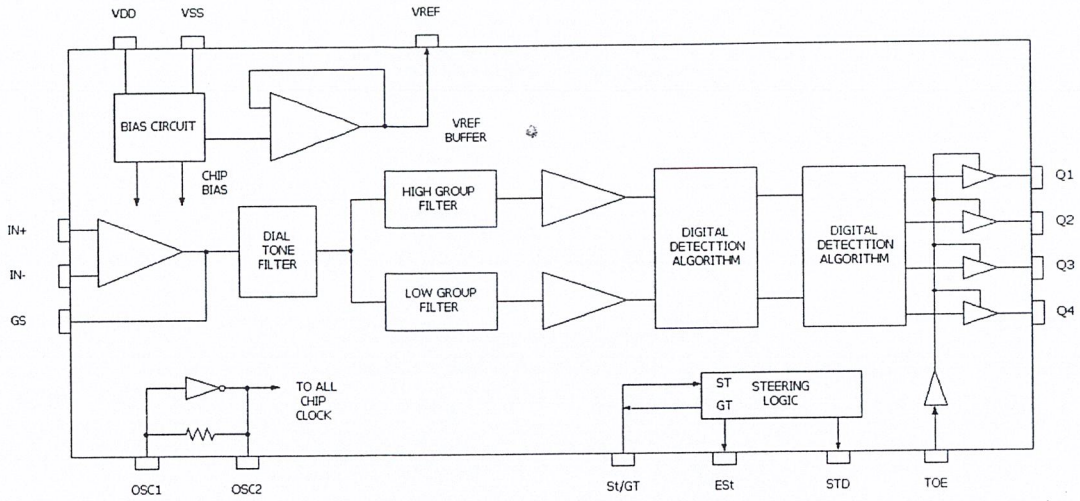 VDD
VSS
VREF
BIAS CIRCUIT
VREF
BUFFER
CHIP
BIAS
HIGH GROUP
FILTER
Q1
IN+
DIAL
TONE
FILTER
DIGITAL
DETECTTION
ALGORITHM
DIGITAL
DETECTTION
ALGORITHM
Q2
IN-
LOW GROUP
FILTER
Q3
GS
Q4
TO ALL
CHIP
CLOCK
ST
GT
STEERING
LOGIC
OSC1
OSC2
St/GT
ESt
STD
TOE